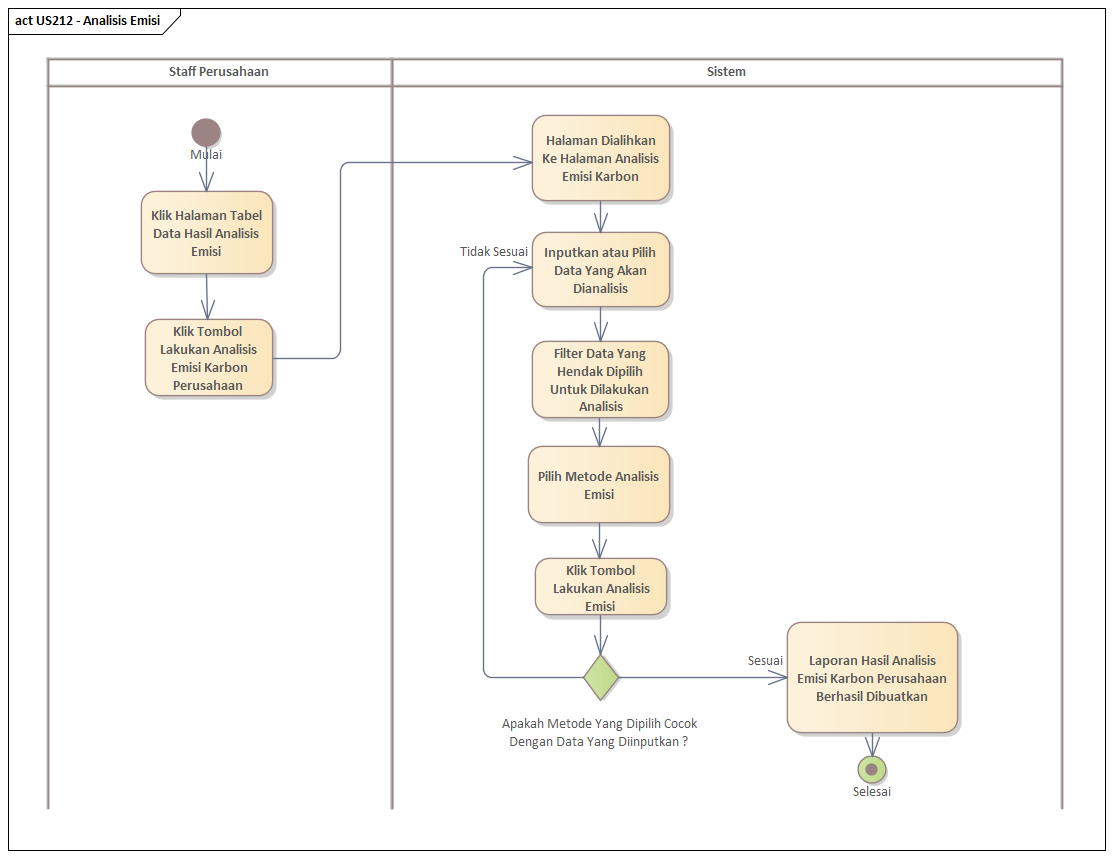 act US212 - Analisis Emisi
Staff Perusahaan
Sistem
Mulai
Klik Halaman Tabel
Data Hasil Analisis
Emisi
Klik Tombol
Lakukan Analisis
Emisi Karbon
Perusahaan
Halaman Dialihkan
Ke Halaman Analisis
Emisi Karbon
Tidak Sesuai
Inputkan atau Pilih
Data Yang Akan
Dianalisis
Filter Data Yang
Hendak Dipilih
Untuk Dilakukan
Analisis
Pilih Metode Analisis
Emisi
Klik Tombol
Lakukan Analisis
Emisi
Apakah Metode Yang Dipilih Cocok
Dengan Data Yang Diinputkan ?
Sesuai
Laporan Hasil Analisis
Emisi Karbon Perusahaan
Berhasil Dibuatkan
Selesai